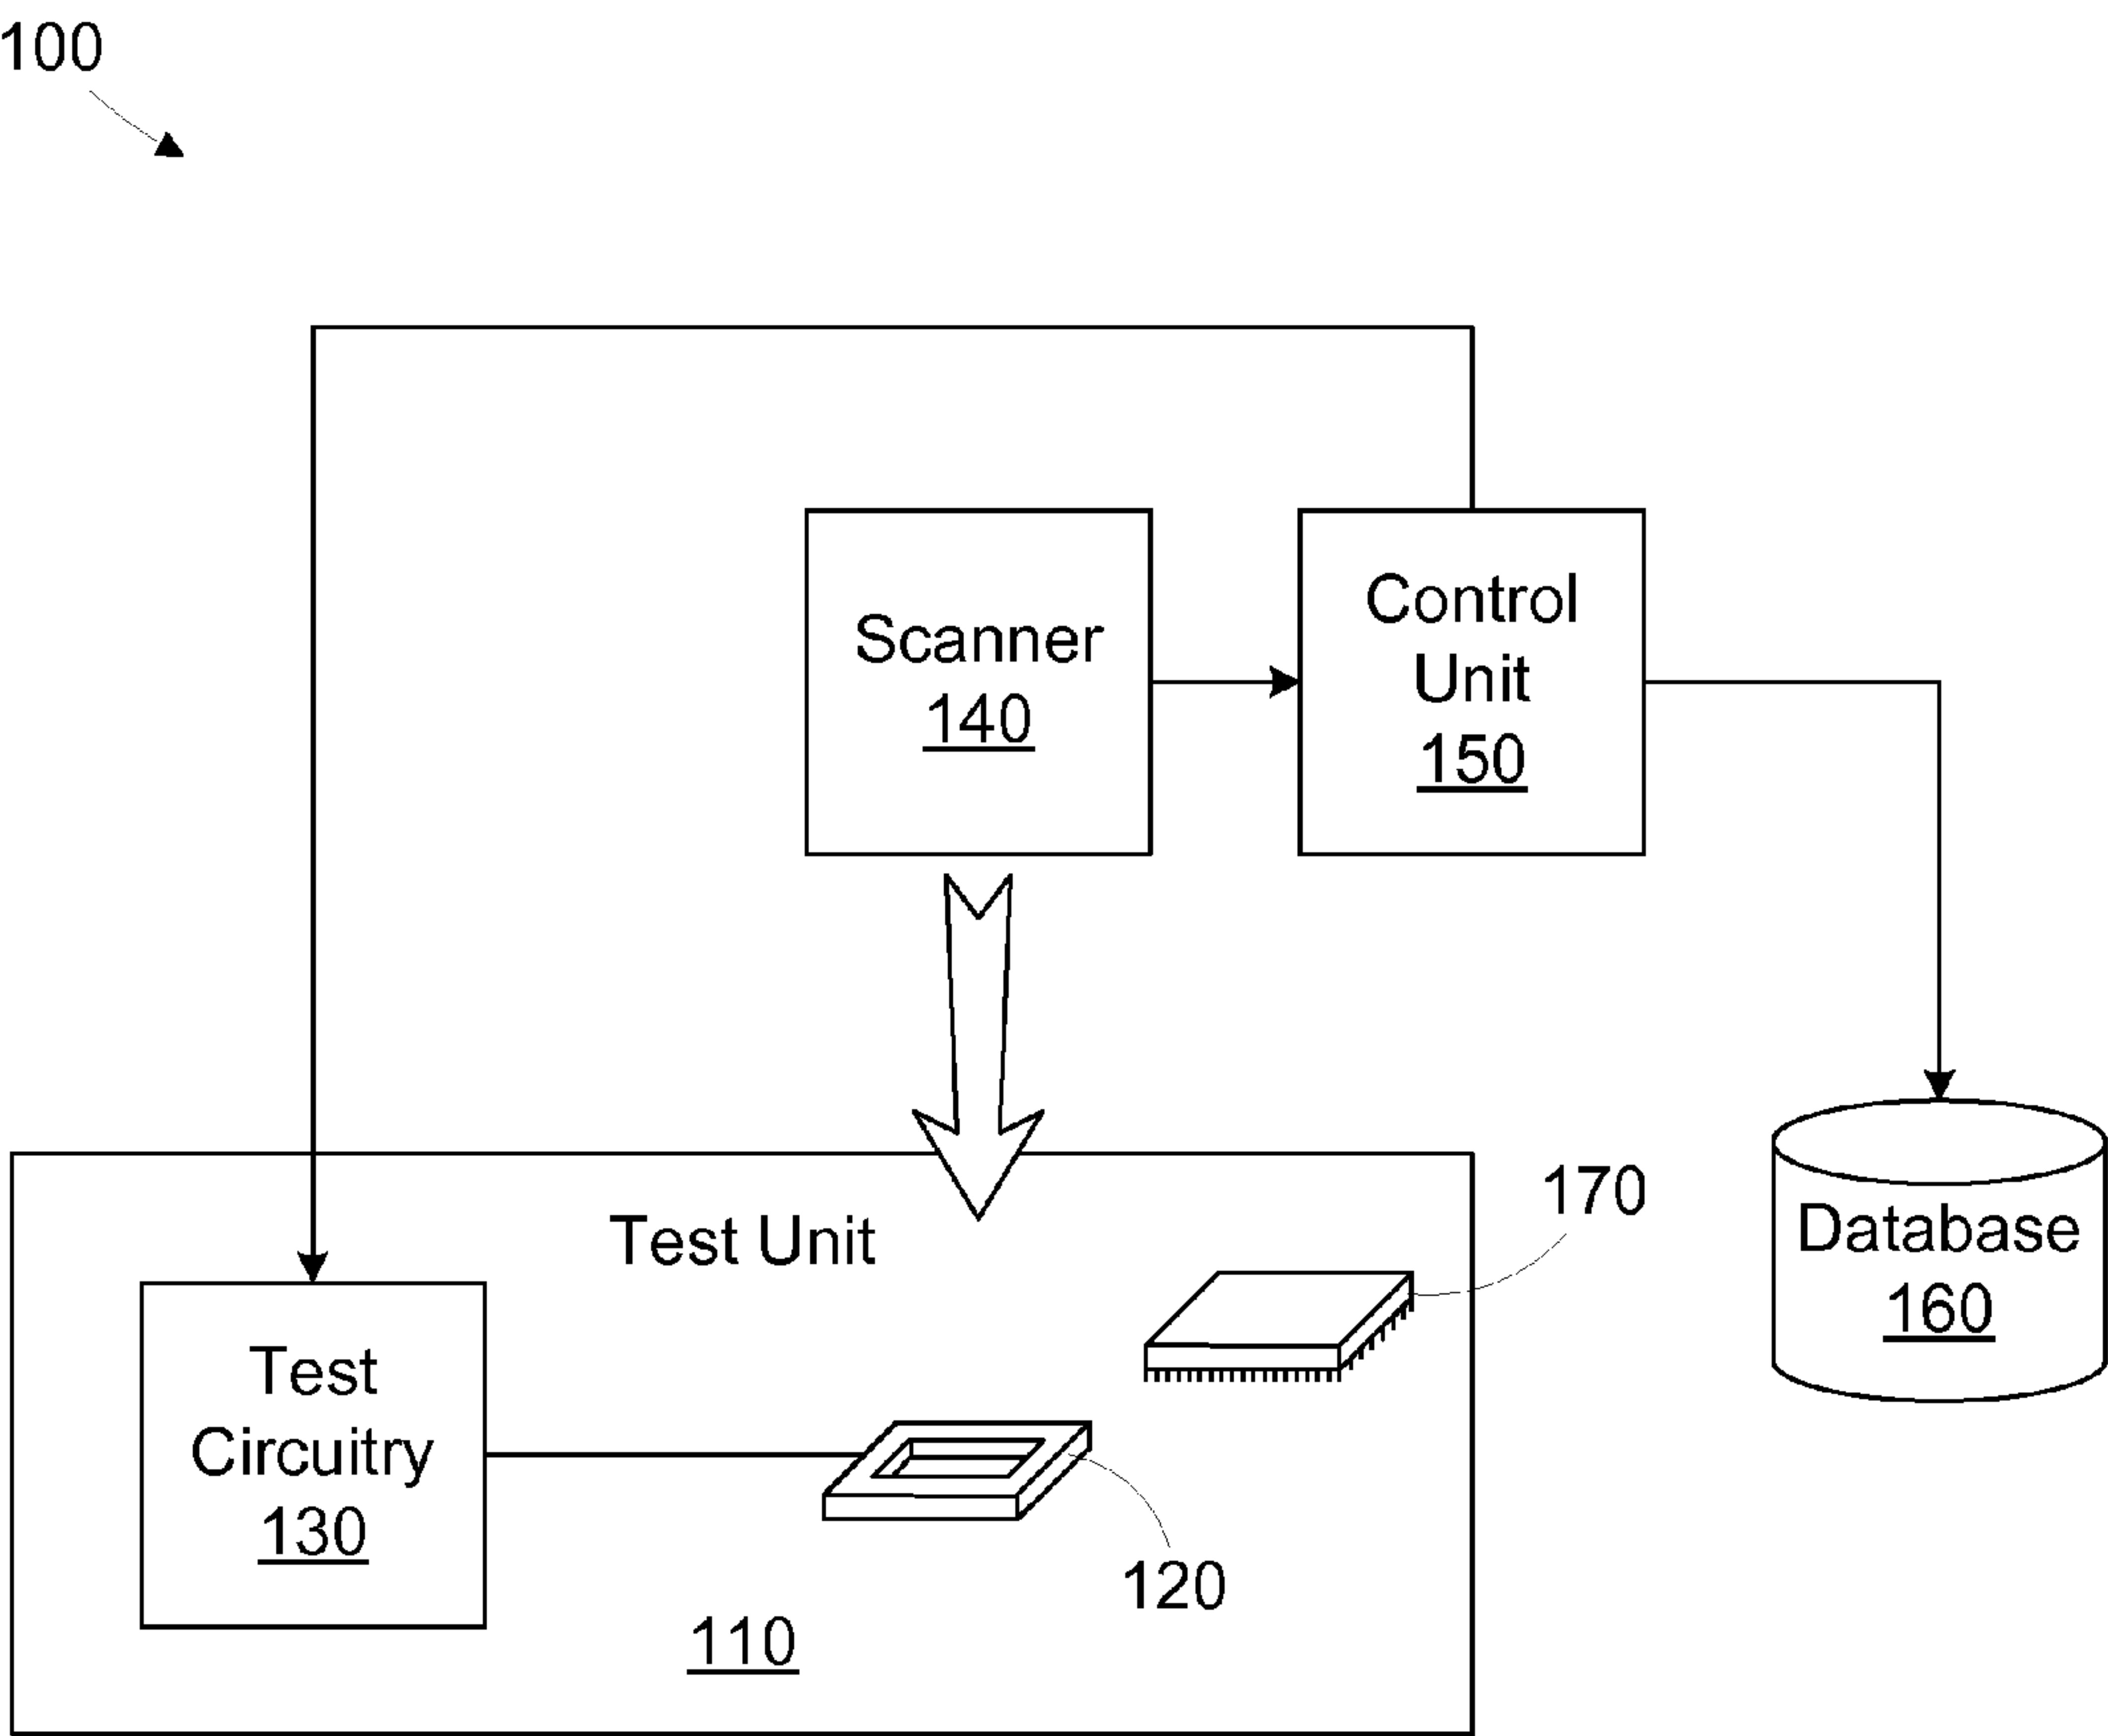 100
Scanner
140
Control
Unit
150
Test Unit
170
Database
160
Test
Circuitry
130
120
110